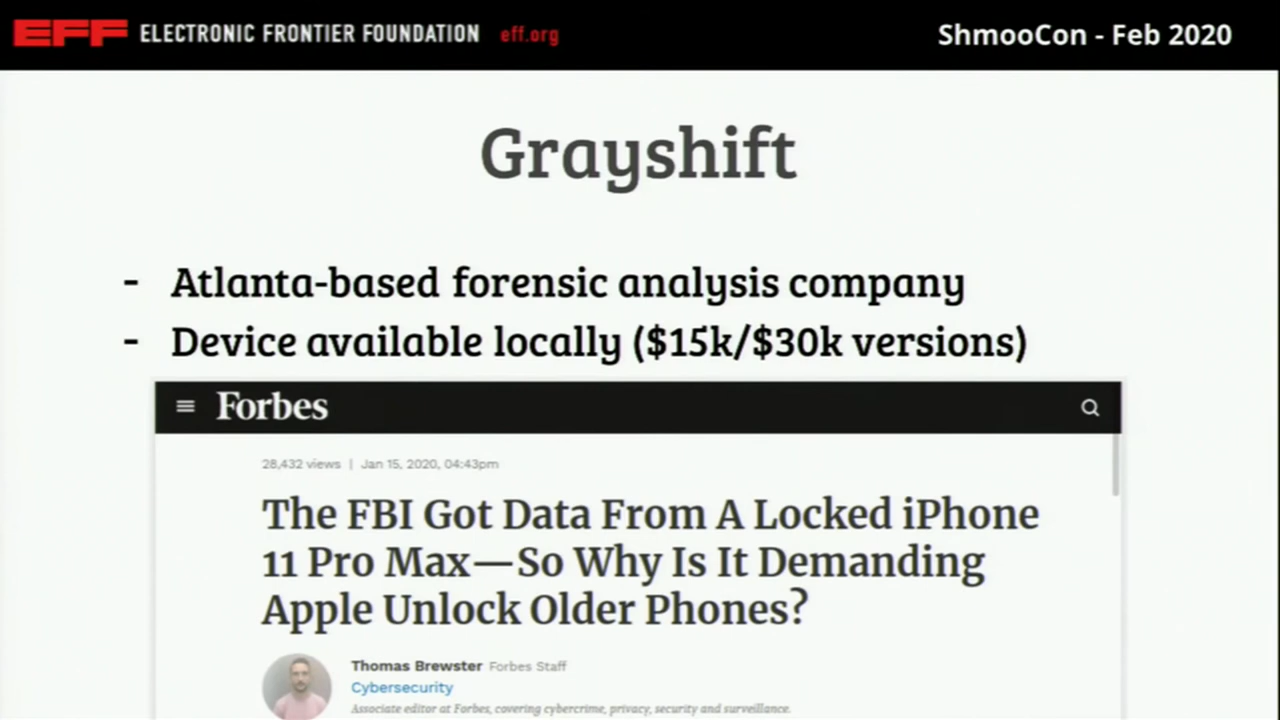 EFF ELECTRONIC FRONTIER FOUNDATION eff.org
ShmooCon - Feb 2020
Grayshift
- Atlanta-based forensic analysis company
- Device available locally ($15k/$30k versions)
Forbes
28,432 views | Jan 15, 2020, 04:43pm
The FBI Got Data From A Locked iPhone
11 Pro Max—So Why Is It Demanding
Apple Unlock Older Phones?
Thomas Brewster Forbes Staff
Cybersecurity
Associate editor at Forbes, covering cybercrime, privacy, security and surveillance.